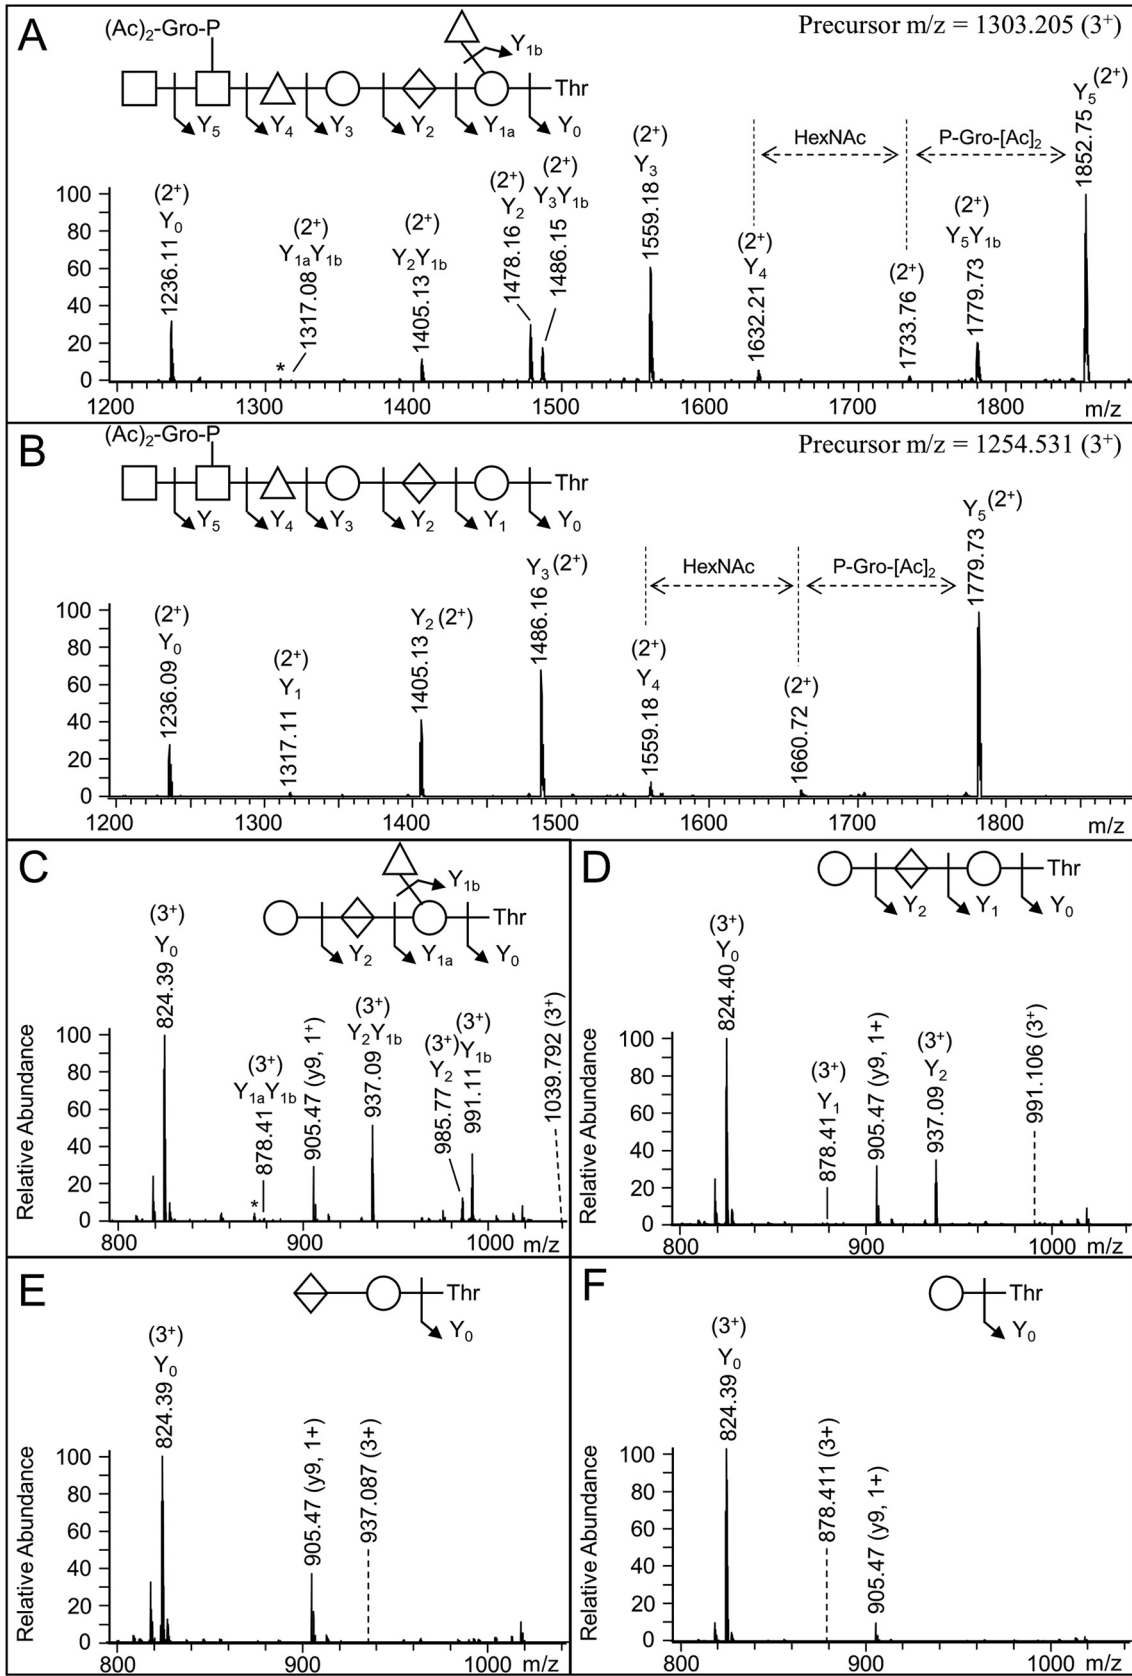 A
(Ac)2-Gro-P
Precursor m/z = 1303.205 (3+)
Y1b
Thr
Y5 Y4 Y3 Y2 Y1a Y0
HexNAc
P-Gro-[Ac]2
1236.11 Y0 (2+)
*
1317.08 Y1aY1b (2+)
1405.13 Y2Y1b (2+)
1478.16 Y2 (2+)
1486.15 Y3Y1b (2+)
1559.18 Y3 (2+)
1632.21 Y4 (2+)
1733.76 (2+)
1779.73 Y5Y1b (2+)
1852.75 Y5 (2+)
100
80
60
40
20
0
1200 1300 1400 1500 1600 1700 1800 m/z
B
(Ac)2-Gro-P
Precursor m/z = 1254.531 (3+)
Thr
Y5 Y4 Y3 Y2 Y1 Y0
HexNAc
P-Gro-[Ac]2
1236.09 Y0 (2+)
1317.11 Y1 (2+)
1405.13 Y2 (2+)
1486.16 Y3 (2+)
1559.18 Y4 (2+)
1660.72 (2+)
1779.73 Y5 (2+)
100
80
60
40
20
0
1200 1300 1400 1500 1600 1700 1800 m/z
C
Y1b
Thr
Y2 Y1a Y0
824.39 Y0 (3+)
*
878.41 Y1aY1b (3+)
905.47 (y9, 1+)
937.09 Y2Y1b (3+)
985.77 Y2 (3+)
991.11 Y1b (3+)
1039.792 (3+)
Relative Abundance
100
80
60
40
20
0
800 900 1000 m/z
D
Thr
Y2 Y1 Y0
824.40 Y0 (3+)
878.41 Y1 (3+)
905.47 (y9, 1+)
937.09 Y2 (3+)
991.106 (3+)
Relative Abundance
100
80
60
40
20
0
800 900 1000 m/z
E
Thr
Y0
824.39 Y0 (3+)
905.47 (y9, 1+)
937.087 (3+)
Relative Abundance
100
80
60
40
20
0
800 900 1000 m/z
F
Thr
Y0
824.39 Y0 (3+)
878.411 (3+)
905.47 (y9, 1+)
Relative Abundance
100
80
60
40
20
0
800 900 1000 m/z